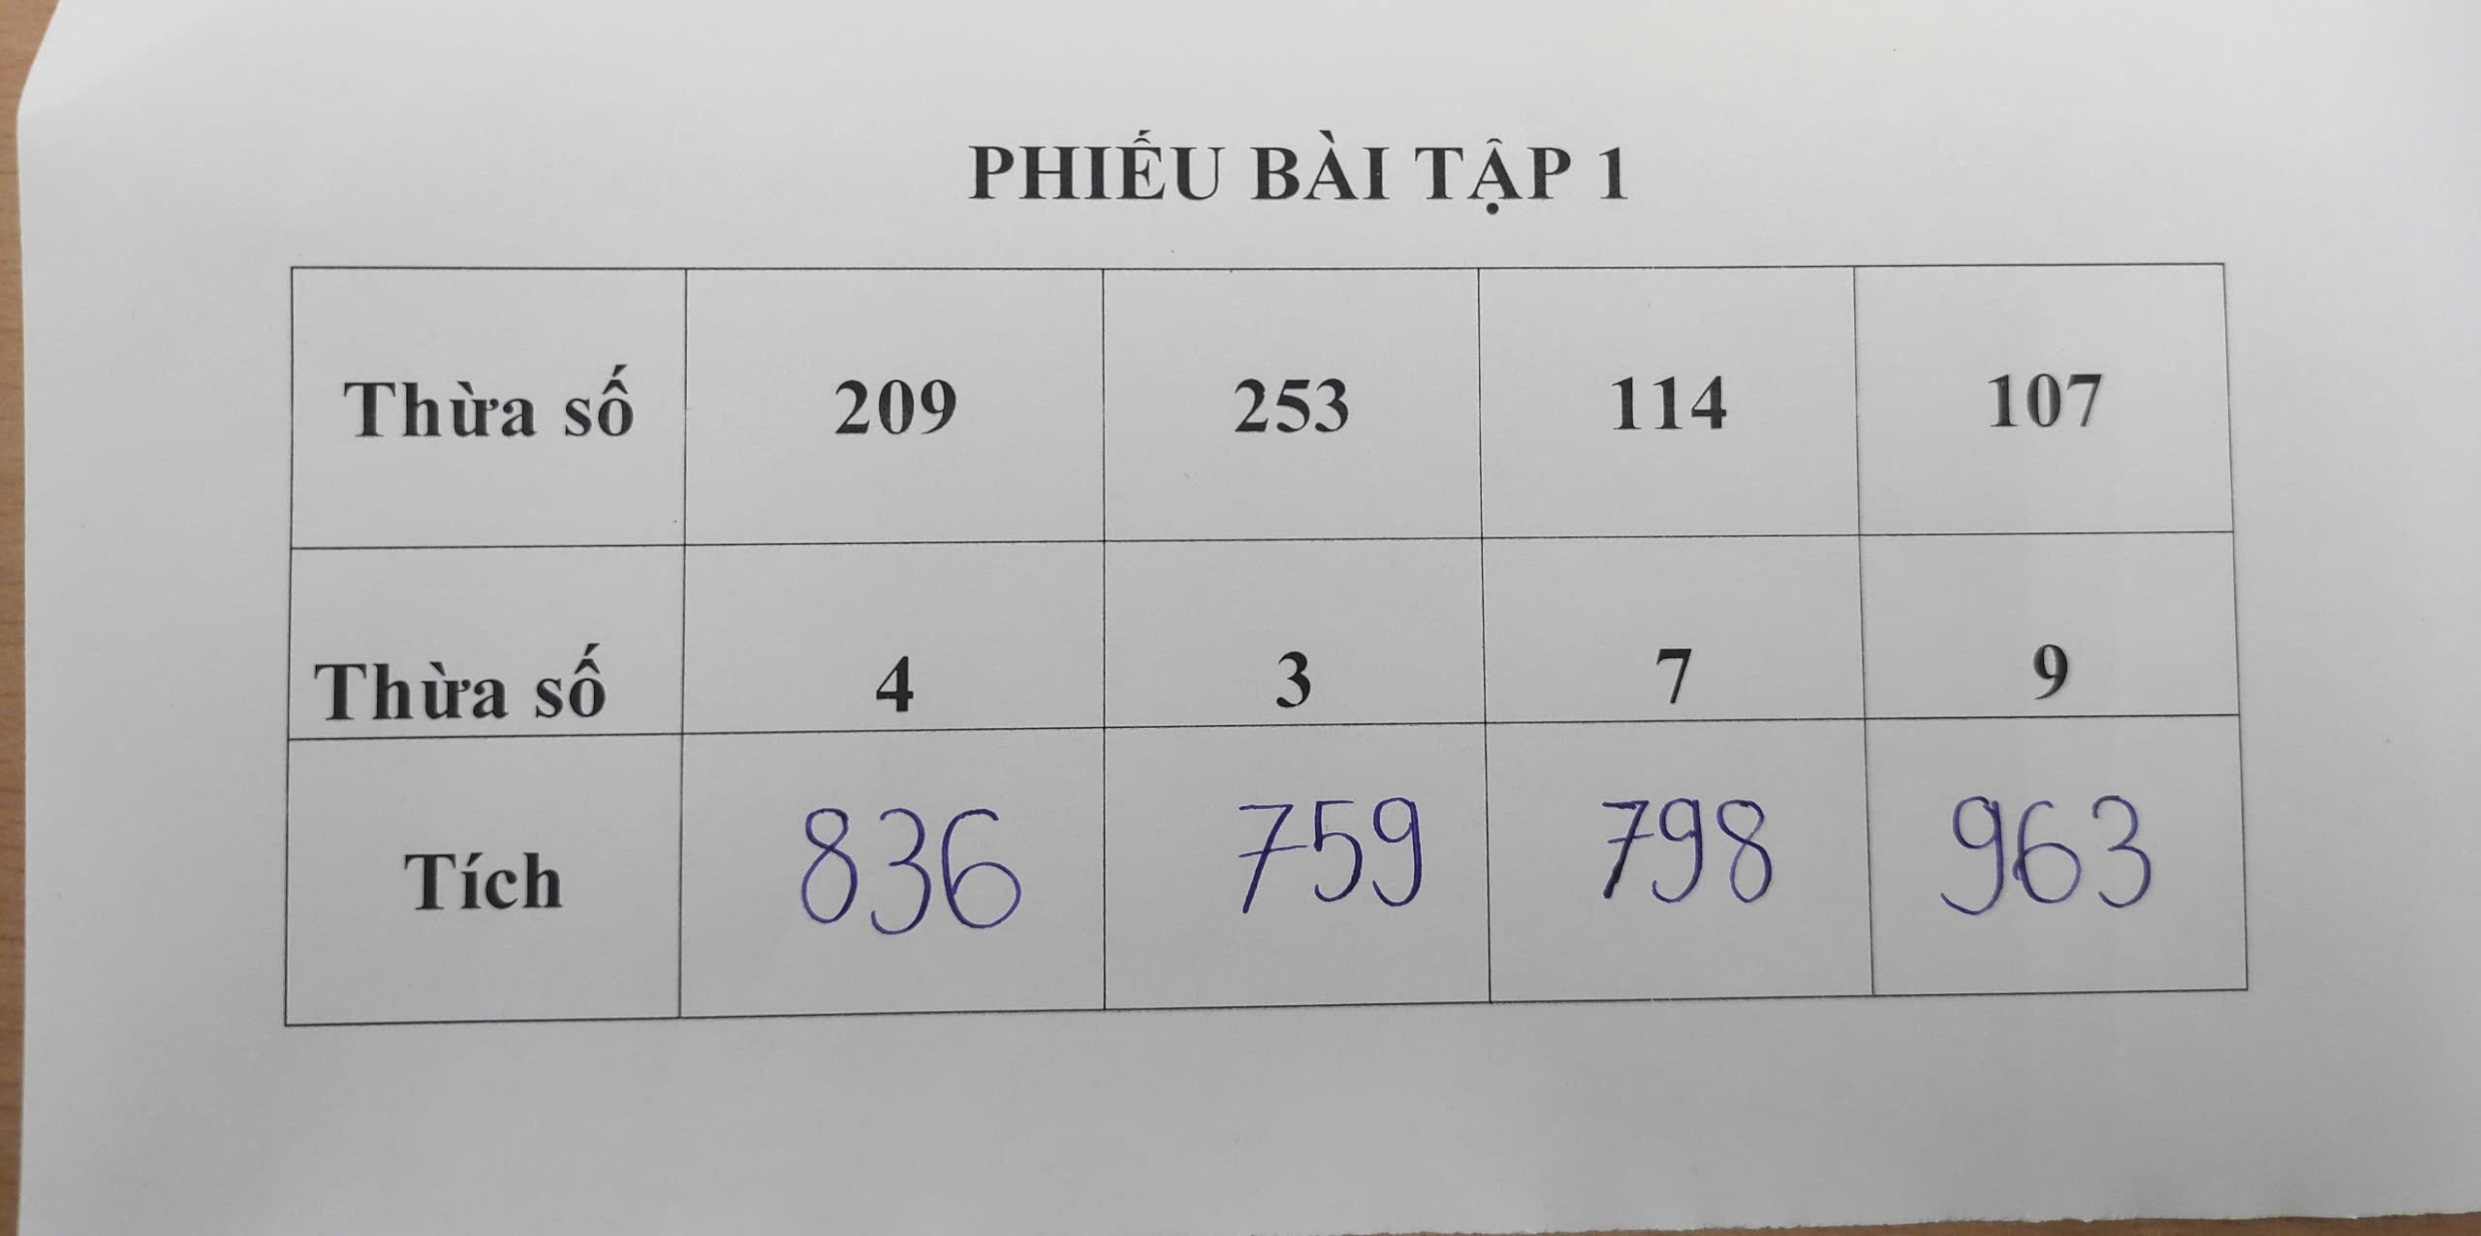 PHIẾU BÀI TẬP 1
Thừa số 209 253 114 107
Thừa số 4 3 7 9
Tích 836 759 798 963